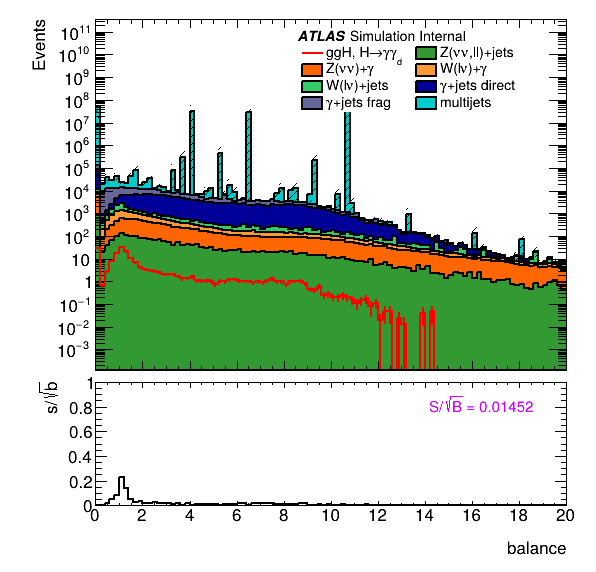 Events
ATLAS Simulation Internal
ggH, H→γγd
Z(νν,ll)+jets
Z(νν)+γ
W(lν)+γ
W(lν)+jets
γ+jets direct
γ+jets frag
multijets
10¹¹
10¹⁰
10⁹
10⁸
10⁷
10⁶
10⁵
10⁴
10³
10²
10
1
10⁻¹
10⁻²
10⁻³
s/√b
S/√B = 0.01452
1
0.8
0.6
0.4
0.2
0
0 2 4 6 8 10 12 14 16 18 20
balance